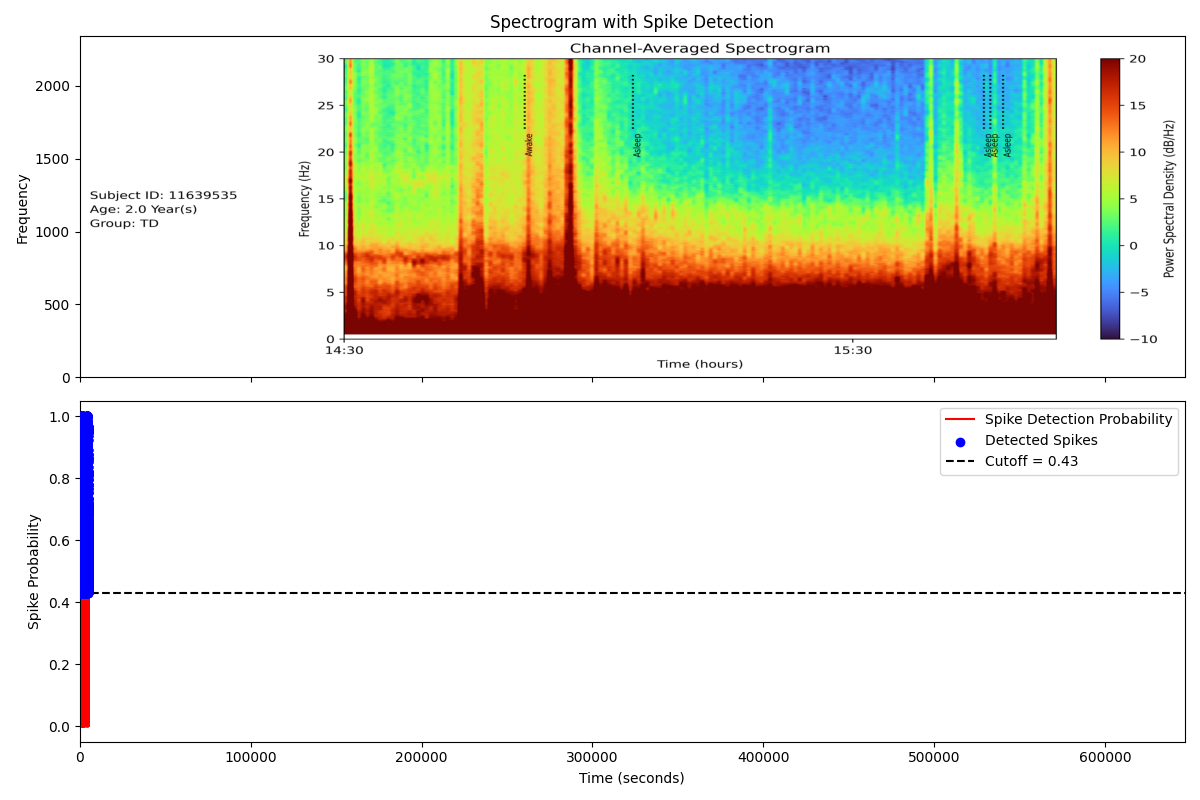 Spectrogram with Spike Detection
Channel-Averaged Spectrogram
Frequency
2000
1500
1000
500
0
Subject ID: 11639535
Age: 2.0 Year(s)
Group: TD
Frequency (Hz)
30
25
20
15
10
5
0
Awake
Asleep
Asleep
Asleep
Asleep
14:30
15:30
Time (hours)
20
15
10
5
0
−5
−10
Power Spectral Density (dB/Hz)
Spike Probability
1.0
0.8
0.6
0.4
0.2
0.0
Spike Detection Probability
Detected Spikes
Cutoff = 0.43
0
100000
200000
300000
400000
500000
600000
Time (seconds)